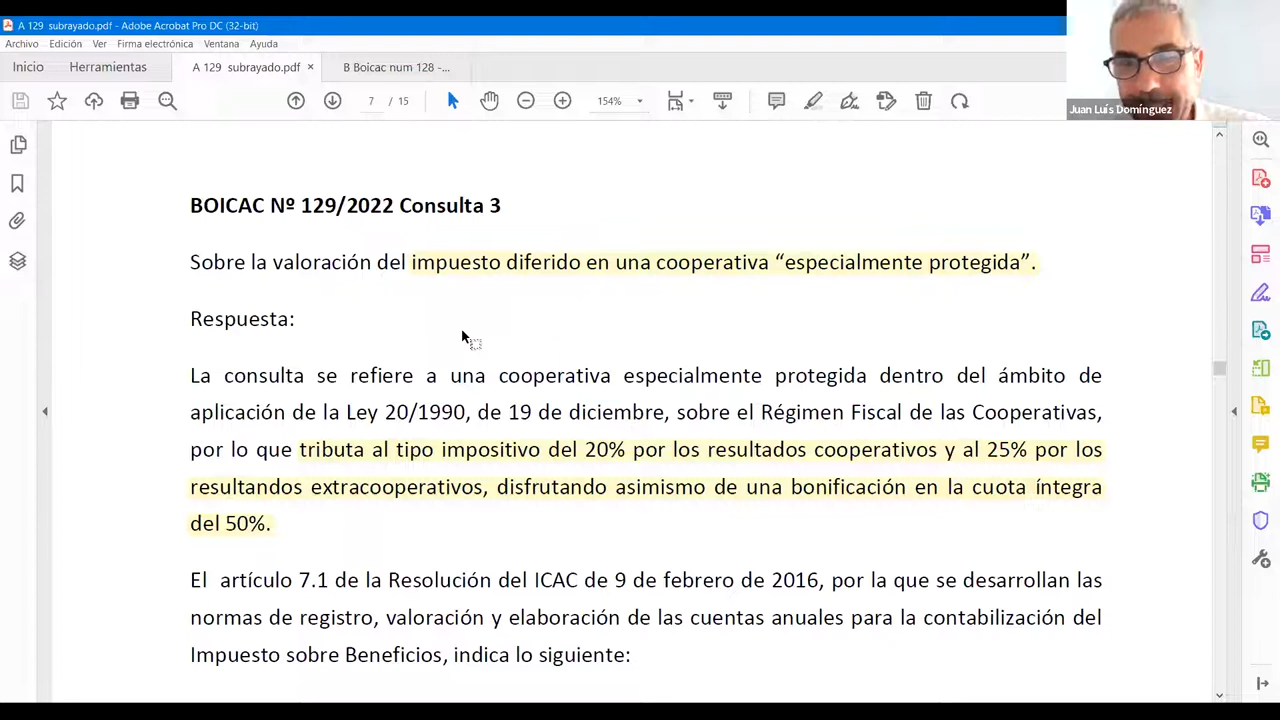 A 129 subrayado.pdf - Adobe Acrobat Pro DC (32-bit)
Archivo Edición Ver Firma electrónica Ventana Ayuda
Inicio Herramientas A 129 subrayado.pdf × B Boicac num 128 -...
7 / 15 154%
Juan Luís Domínguez
BOICAC Nº 129/2022 Consulta 3
Sobre la valoración del impuesto diferido en una cooperativa “especialmente protegida”.
Respuesta:
La consulta se refiere a una cooperativa especialmente protegida dentro del ámbito de
aplicación de la Ley 20/1990, de 19 de diciembre, sobre el Régimen Fiscal de las Cooperativas,
por lo que tributa al tipo impositivo del 20% por los resultados cooperativos y al 25% por los
resultandos extracooperativos, disfrutando asimismo de una bonificación en la cuota íntegra
del 50%.
El artículo 7.1 de la Resolución del ICAC de 9 de febrero de 2016, por la que se desarrollan las
normas de registro, valoración y elaboración de las cuentas anuales para la contabilización del
Impuesto sobre Beneficios, indica lo siguiente: